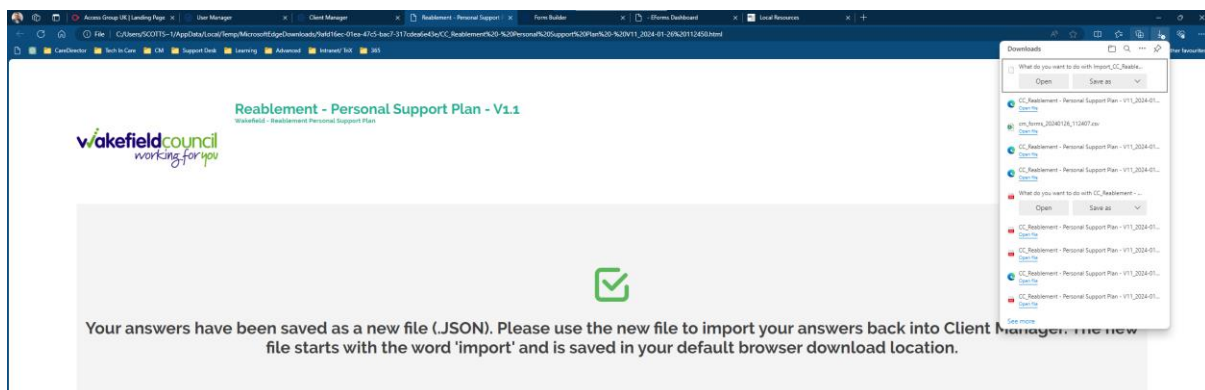 Access Group UK | Landing Page
User Manager
Client Manager
Reablement - Personal Support
Form Builder
- Eforms Dashboard
Local Resources
File
C:/Users/SCOTTS~1/AppData/Local/Temp/MicrosoftEdgeDownloads/9afd16ec-01ea-47c5-bac7-317cdea6e43e/CC_Reablement%20-%20Personal%20Support%20Plan%20-%20V11_2024-01-26%20112450.html
CareDirector
Tech In Care
CM
Support Desk
Learning
Advanced
Intranet/ TriX
365
ther favourites
Downloads
What do you want to do with Import_CC_Reable...
Open
Save as
CC_Reablement - Personal Support Plan - V11_2024-01...
Open file
cm_forms_20240126_112407.csv
Open file
CC_Reablement - Personal Support Plan - V11_2024-01...
Open file
CC_Reablement - Personal Support Plan - V11_2024-01...
Open file
What do you want to do with CC_Reablement - ...
Open
Save as
CC_Reablement - Personal Support Plan - V11_2024-01...
Open file
CC_Reablement - Personal Support Plan - V11_2024-01...
Open file
CC_Reablement - Personal Support Plan - V11_2024-01...
Open file
CC_Reablement - Personal Support Plan - V11_2024-01...
Open file
See more
Reablement - Personal Support Plan - V1.1
Wakefield - Reablement Personal Support Plan
wakefieldcouncil
working for you
Your answers have been saved as a new file (.JSON). Please use the new file to import your answers back into Client Manager. The new
file starts with the word 'import' and is saved in your default browser download location.